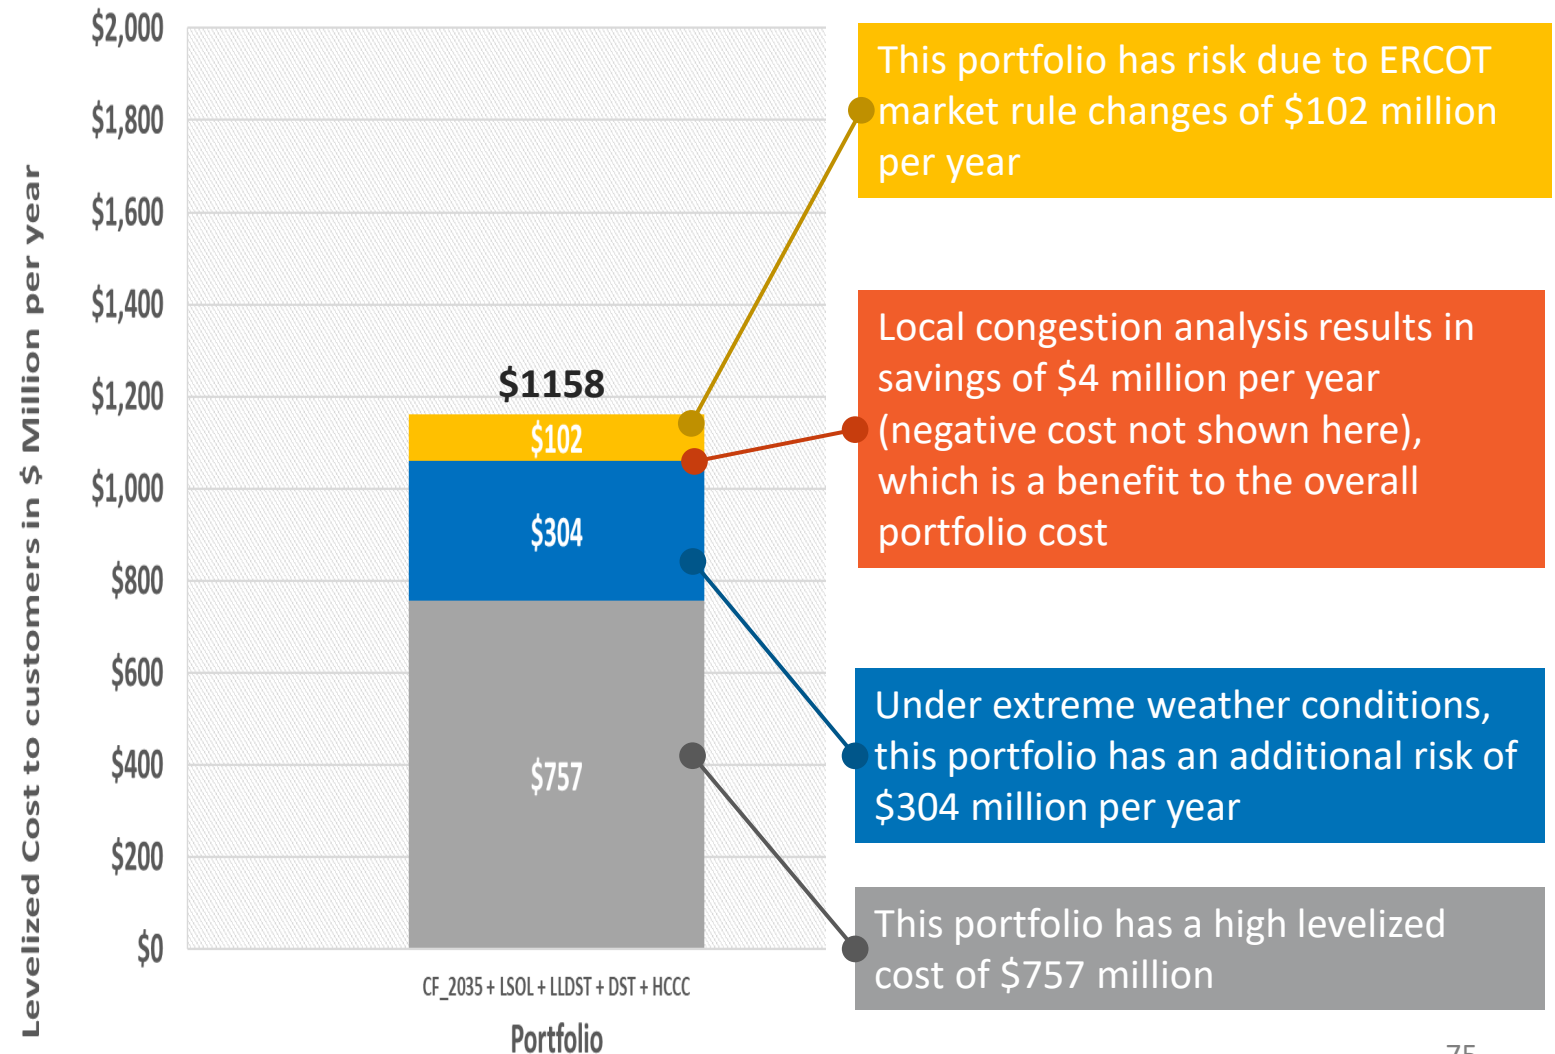 Levelized Cost to customers in $ Million per year
$2,000
$1,800
$1,600
$1,400
$1,200
$1,000
$800
$600
$400
$200
$0
$1158
$102
$304
$757
CF_2035 + LSOL + LLDST + DST + HCCC
Portfolio
This portfolio has risk due to ERCOT
market rule changes of $102 million
per year
Local congestion analysis results in
savings of $4 million per year
(negative cost not shown here),
which is a benefit to the overall
portfolio cost
Under extreme weather conditions,
this portfolio has an additional risk of
$304 million per year
This portfolio has a high levelized
cost of $757 million
75